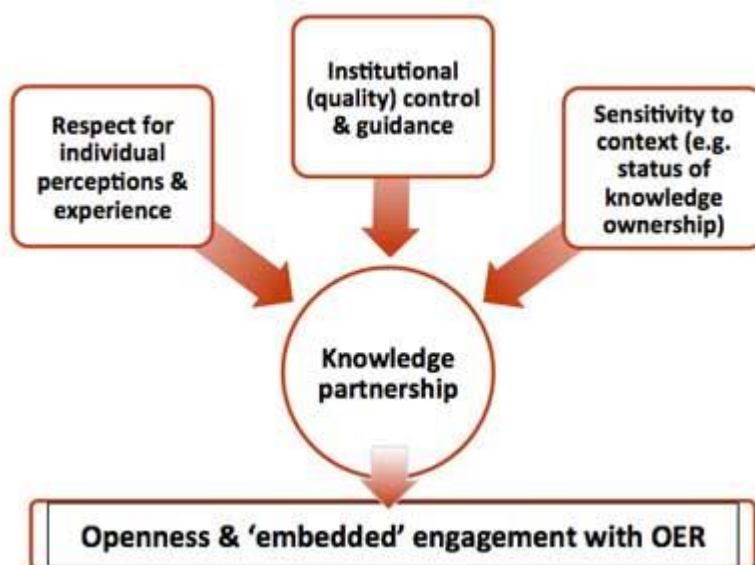 Respect for
individual
perceptions &
experience
Institutional
(quality) control
& guidance
Sensitivity to
context (e.g.
status of
knowledge
ownership)
Knowledge
partnership
Openness & ‘embedded’ engagement with OER